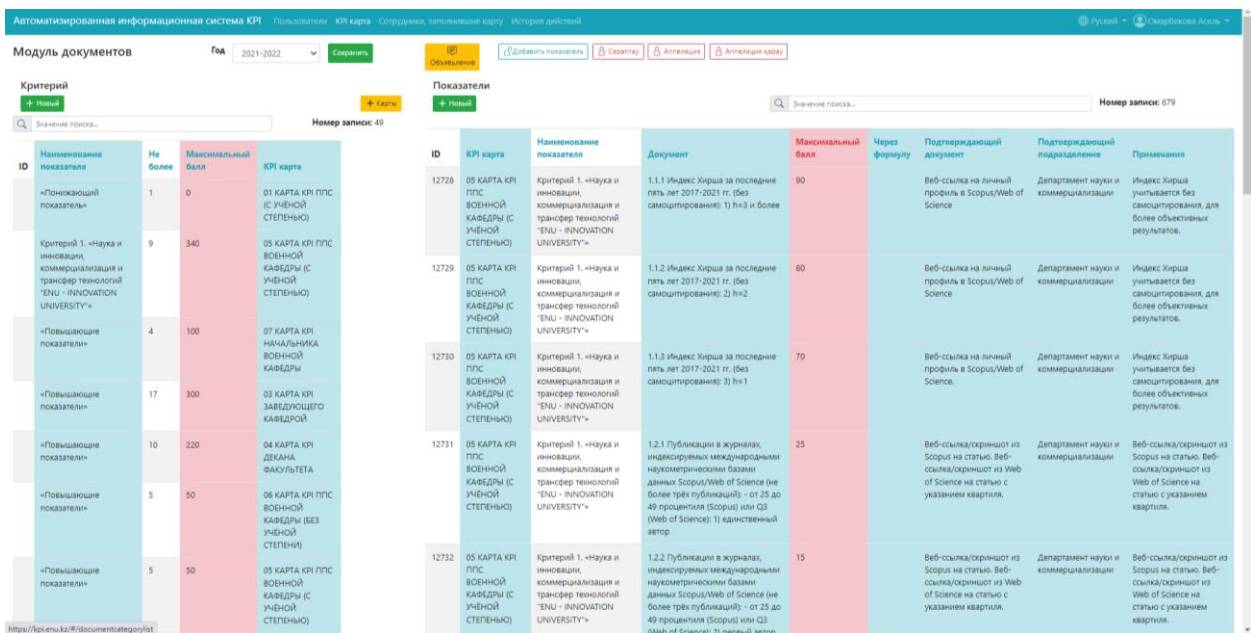 Автоматизированная информационная система KPI Пользователи KPI карта Сотрудники, заполнившие карту История действий Руский Омарбекова Асель
Модуль документов Год 2021-2022 Сохранить
Объявление Добавить показатель Сараптау Аппеляция Аппеляция қарау
Критерий
+ Новый + Карты
Значение поиска... Номер записи: 49
ID Наименование показателя Не более Максимальный балл KPI карта
«Понижающий 1 0 01 КАРТА KPI ППС
показатель» (С УЧЁНОЙ
СТЕПЕНЬЮ)
Критерий 1. «Наука и 9 340 05 КАРТА KPI ППС
инновации, ВОЕННОЙ
коммерциализация и КАФЕДРЫ (С
трансфер технологий УЧЁНОЙ
"ENU - INNOVATION СТЕПЕНЬЮ)
UNIVERSITY"»
«Повышающие 4 100 07 КАРТА KPI
показатели» НАЧАЛЬНИКА
ВОЕННОЙ
КАФЕДРЫ
«Повышающие 17 300 03 КАРТА KPI
показатели» ЗАВЕДУЮЩЕГО
КАФЕДРОЙ
«Повышающие 10 220 04 КАРТА KPI
показатели» ДЕКАНА
ФАКУЛЬТЕТА
«Повышающие 5 50 06 КАРТА KPI ППС
показатели» ВОЕННОЙ
КАФЕДРЫ (БЕЗ
УЧЁНОЙ
СТЕПЕНИ)
«Повышающие 5 50 05 КАРТА KPI ППС
показатели» ВОЕННОЙ
КАФЕДРЫ (С
УЧЁНОЙ
СТЕПЕНЬЮ)
https://kpi.enu.kz/#/documentcategorylist
Показатели
+ Новый Значение поиска... Номер записи: 679
Наименование Максимальный Через Подтверждающий Подтверждающий
ID KPI карта показателя Документ балл формулу документ подразделение Примечания
12728 05 КАРТА KPI Критерий 1. «Наука и 1.1.1 Индекс Хирша за последние 90 Веб-ссылка на личный Департамент науки и Индекс Хирша
ППС инновации, пять лет 2017-2021 гг. (без профиль в Scopus/Web of коммерциализации учитывается без
ВОЕННОЙ коммерциализация и самоцитирования): 1) h=3 и более Science самоцитирования, для
КАФЕДРЫ (С трансфер технологий более объективных
УЧЁНОЙ "ENU - INNOVATION результатов.
СТЕПЕНЬЮ) UNIVERSITY"»
12729 05 КАРТА KPI Критерий 1. «Наука и 1.1.2 Индекс Хирша за последние 80 Веб-ссылка на личный Департамент науки и Индекс Хирша
ППС инновации, пять лет 2017-2021 гг. (без профиль в Scopus/Web of коммерциализации учитывается без
ВОЕННОЙ коммерциализация и самоцитирования): 2) h=2 Science самоцитирования, для
КАФЕДРЫ (С трансфер технологий более объективных
УЧЁНОЙ "ENU - INNOVATION результатов.
СТЕПЕНЬЮ) UNIVERSITY"»
12730 05 КАРТА KPI Критерий 1. «Наука и 1.1.3 Индекс Хирша за последние 70 Веб-ссылка на личный Департамент науки и Индекс Хирша
ППС инновации, пять лет 2017-2021 гг. (без профиль в Scopus/Web of коммерциализации учитывается без
ВОЕННОЙ коммерциализация и самоцитирования): 3) h=1 Science. самоцитирования, для
КАФЕДРЫ (С трансфер технологий более объективных
УЧЁНОЙ "ENU - INNOVATION результатов.
СТЕПЕНЬЮ) UNIVERSITY"»
12731 05 КАРТА KPI Критерий 1. «Наука и 1.2.1 Публикации в журналах, 25 Веб-ссылка/скриншот из Департамент науки и Веб-ссылка/скриншот из
ППС инновации, индексируемых международными Scopus на статью. Веб- коммерциализации Scopus на статью. Веб-
ВОЕННОЙ коммерциализация и наукометрическими базами ссылка/скриншот из Web ссылка/скриншот из
КАФЕДРЫ (С трансфер технологий данных Scopus/Web of Science (не of Science на статью с Web of Science на
УЧЁНОЙ "ENU - INNOVATION более трёх публикаций): - от 25 до указанием квартиля. статью с указанием
СТЕПЕНЬЮ) UNIVERSITY"» 49 процентиля (Scopus) или Q3 квартиля.
(Web of Science): 1) единственный
автор
12732 05 КАРТА KPI Критерий 1. «Наука и 1.2.2 Публикации в журналах, 15 Веб-ссылка/скриншот из Департамент науки и Веб-ссылка/скриншот из
ППС инновации, индексируемых международными Scopus на статью. Веб- коммерциализации Scopus на статью. Веб-
ВОЕННОЙ коммерциализация и наукометрическими базами ссылка/скриншот из Web ссылка/скриншот из
КАФЕДРЫ (С трансфер технологий данных Scopus/Web of Science (не of Science на статью с Web of Science на
УЧЁНОЙ "ENU - INNOVATION более трёх публикаций): - от 25 до указанием квартиля. статью с указанием
СТЕПЕНЬЮ) UNIVERSITY"» 49 процентиля (Scopus) или Q3 квартиля.
(Web of Science): 2) первый автор